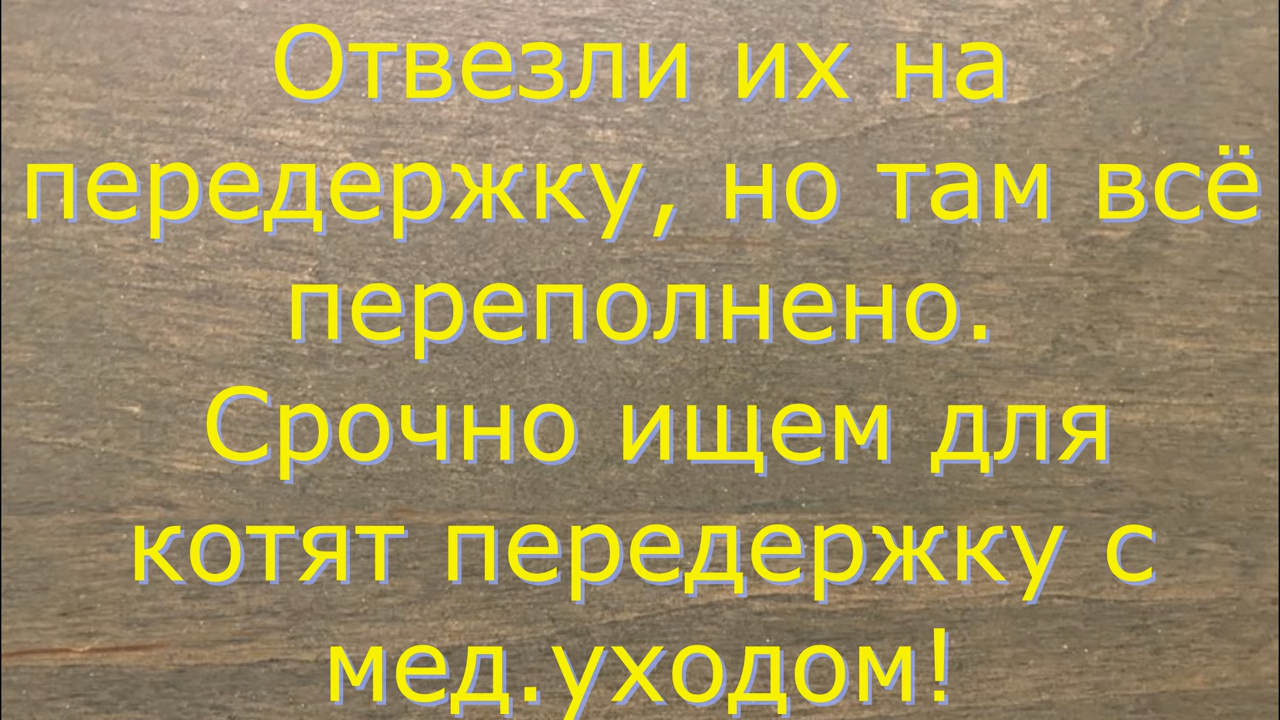 Отвезли их на
передержку, но там всё
переполнено.
Срочно ищем для
котят передержку с
мед.уходом!